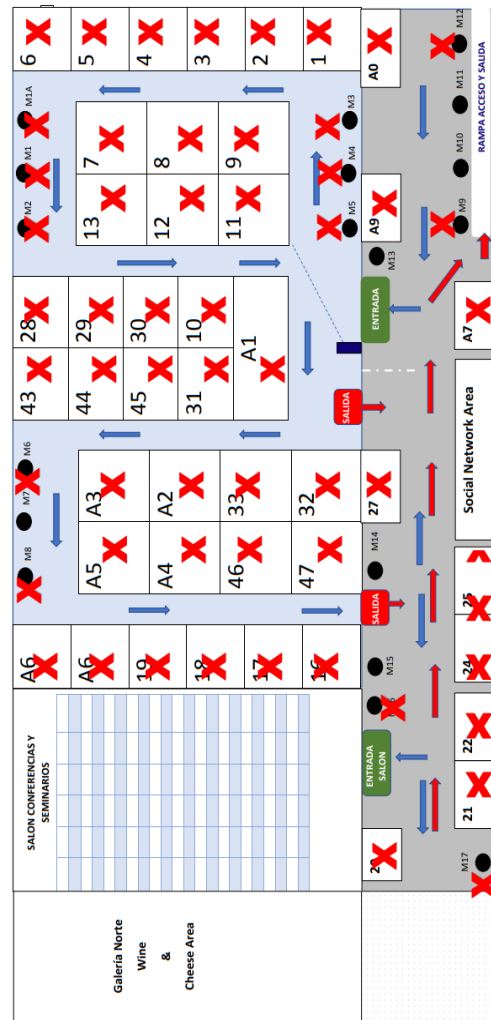 6
5
4
3
2
1
A0
M12
M11
M10
M9
RAMPA ACCESO Y SALIDA
M1A
M1
M2
7
8
9
13
12
11
M3
M4
M5
A9
M13
ENTRADA
A7
28
29
30
10
A1
43
44
45
31
SALIDA
Social Network Area
M6
M7
M8
A3
A2
33
32
A5
A4
46
47
27
M14
SALIDA
25
24
22
21
A6
A6
19
18
17
16
M15
ENTRADA
SALON
M17
SALON CONFERENCIAS Y
SEMINARIOS
Galería Norte
Wine
&
Cheese Area